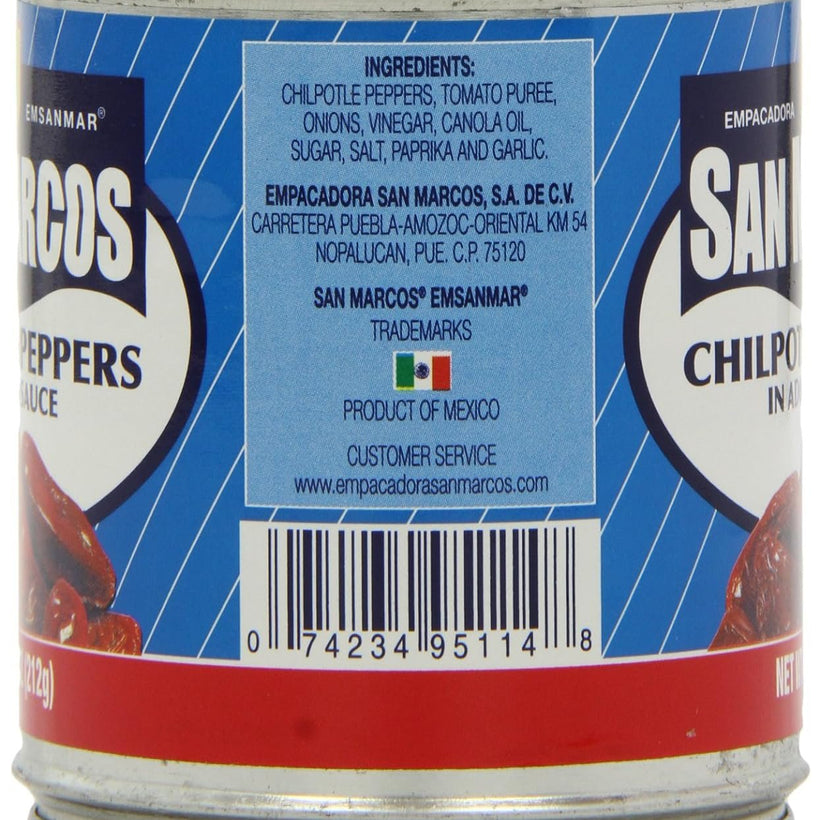 EMSANMAR®
ARCOS
PEPPERS
SAUCE
(212g)
INGREDIENTS:
CHILPOTLE PEPPERS, TOMATO PUREE,
ONIONS, VINEGAR, CANOLA OIL,
SUGAR, SALT, PAPRIKA AND GARLIC.
EMPACADORA SAN MARCOS, S.A. DE C.V.
CARRETERA PUEBLA-AMOZOC-ORIENTAL KM 54
NOPALUCAN, PUE. C.P. 75120
SAN MARCOS® EMSANMAR®
TRADEMARKS
PRODUCT OF MEXICO
CUSTOMER SERVICE
www.empacadorasanmarcos.com
0 74234 95114 8
EMPACADORA
SAN
CHILPO
IN AD
NET